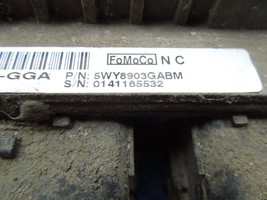 FoMoCo N C
-GGA P/N: 5WY8903GABM
S/N: 0141165532